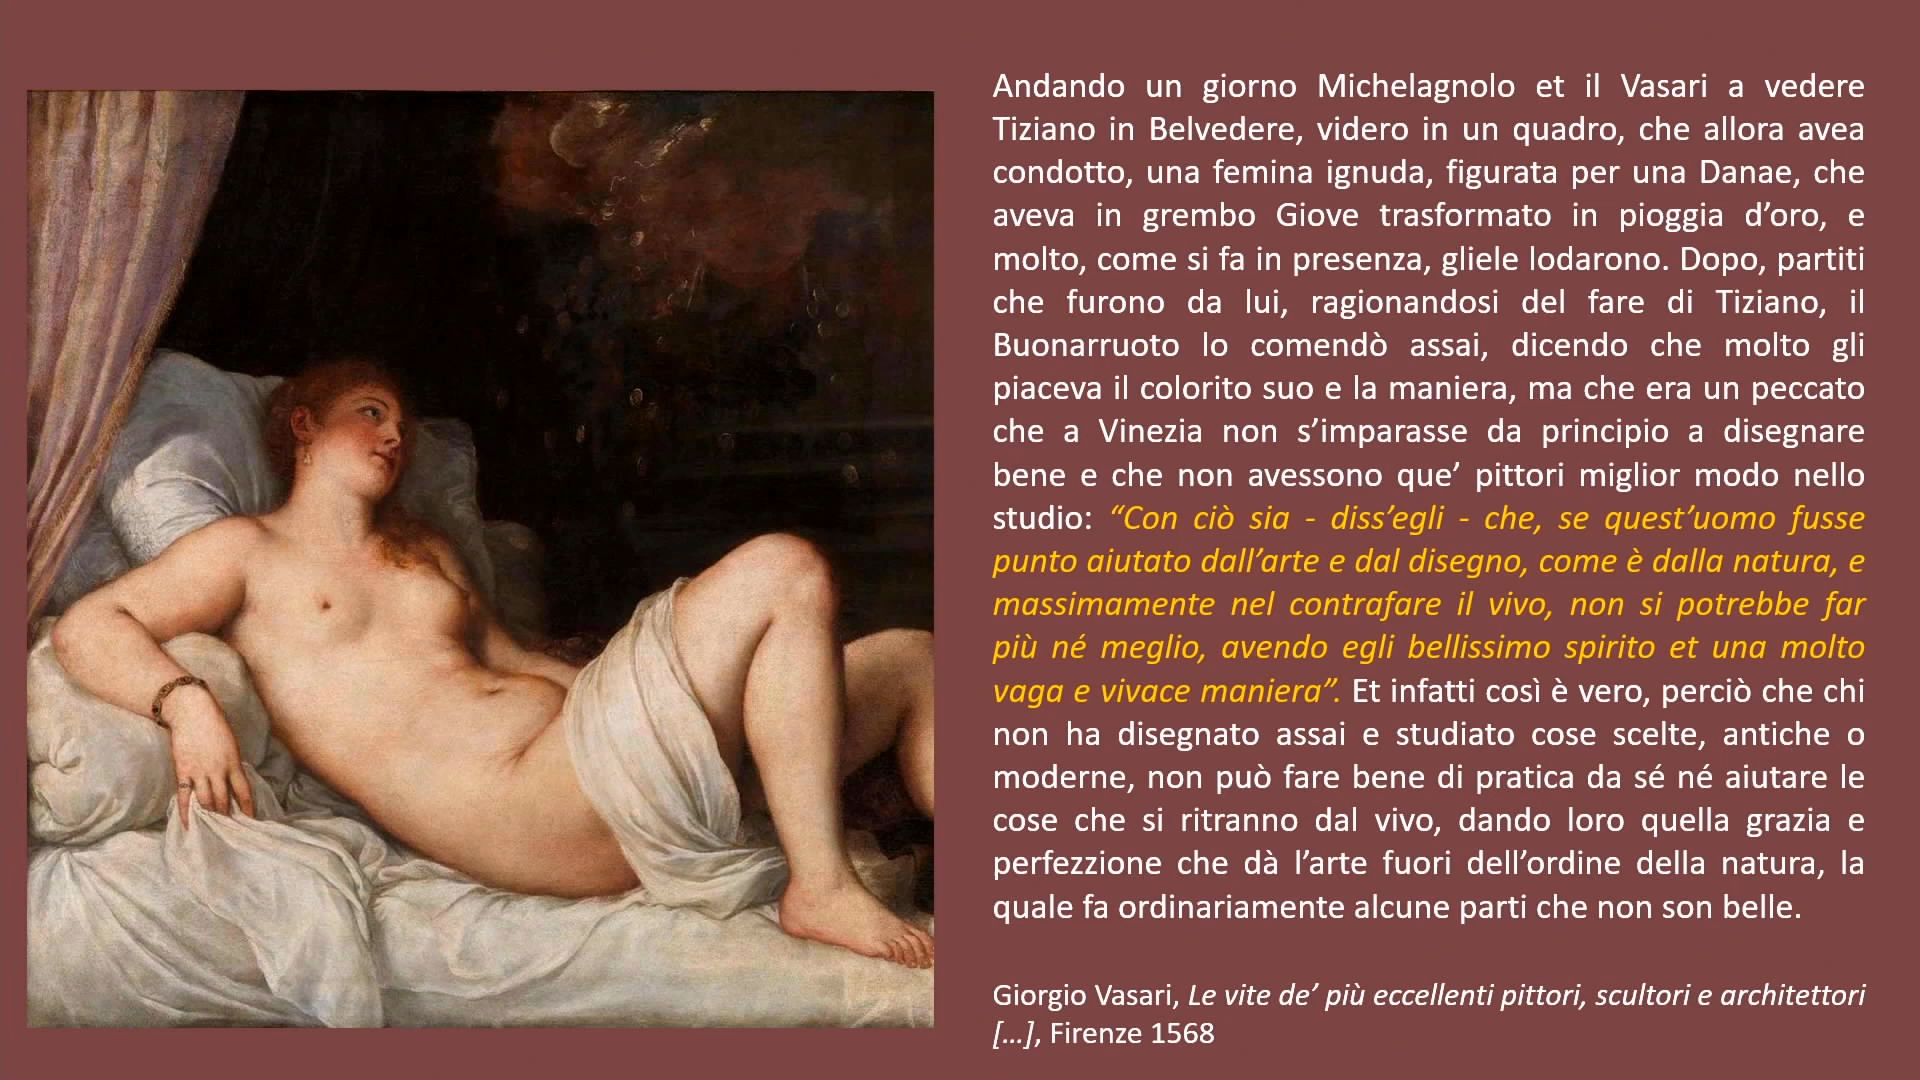 Andando un giorno Michelagnolo et il Vasari a vedere
Tiziano in Belvedere, videro in un quadro, che allora avea
condotto, una femina ignuda, figurata per una Danae, che
aveva in grembo Giove trasformato in pioggia d’oro, e
molto, come si fa in presenza, gliele lodarono. Dopo, partiti
che furono da lui, ragionandosi del fare di Tiziano, il
Buonarruoto lo comendò assai, dicendo che molto gli
piaceva il colorito suo e la maniera, ma che era un peccato
che a Vinezia non s’imparasse da principio a disegnare
bene e che non avessono que’ pittori miglior modo nello
studio: “Con ciò sia - diss’egli - che, se quest’uomo fusse
punto aiutato dall’arte e dal disegno, come è dalla natura, e
massimamente nel contrafare il vivo, non si potrebbe far
più né meglio, avendo egli bellissimo spirito et una molto
vaga e vivace maniera”. Et infatti così è vero, perciò che chi
non ha disegnato assai e studiato cose scelte, antiche o
moderne, non può fare bene di pratica da sé né aiutare le
cose che si ritranno dal vivo, dando loro quella grazia e
perfezzione che dà l’arte fuori dell’ordine della natura, la
quale fa ordinariamente alcune parti che non son belle.
Giorgio Vasari, Le vite de’ più eccellenti pittori, scultori e architettori
[…], Firenze 1568